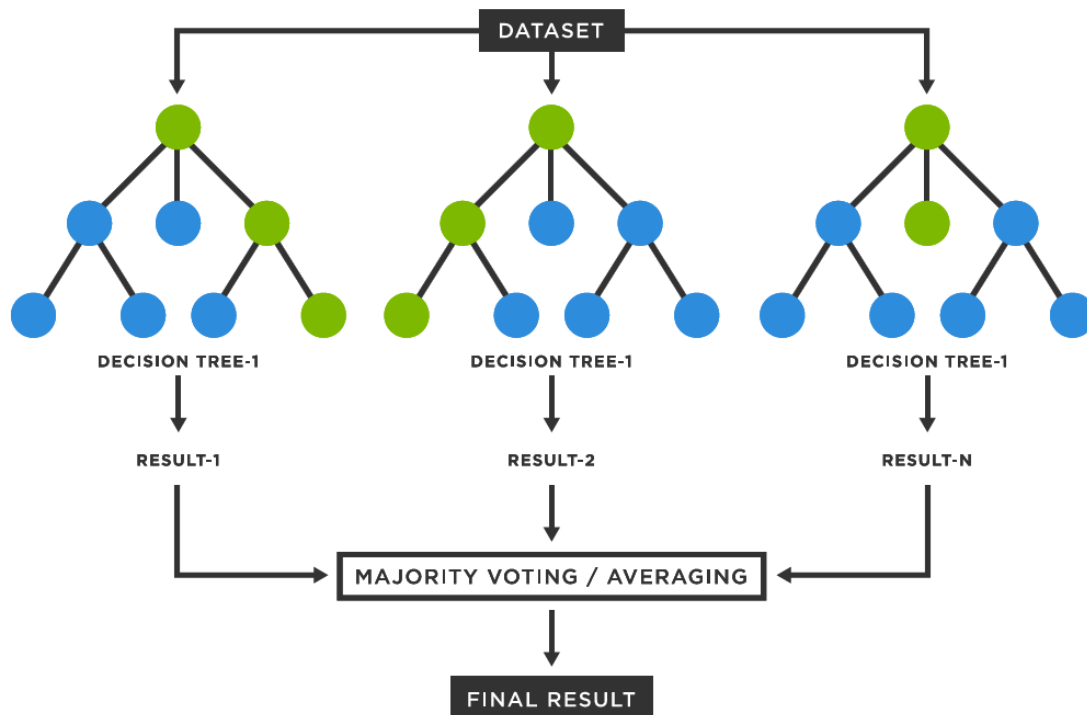 DATASET
DECISION TREE-1
DECISION TREE-1
DECISION TREE-1
RESULT-1
RESULT-2
RESULT-N
MAJORITY VOTING / AVERAGING
FINAL RESULT